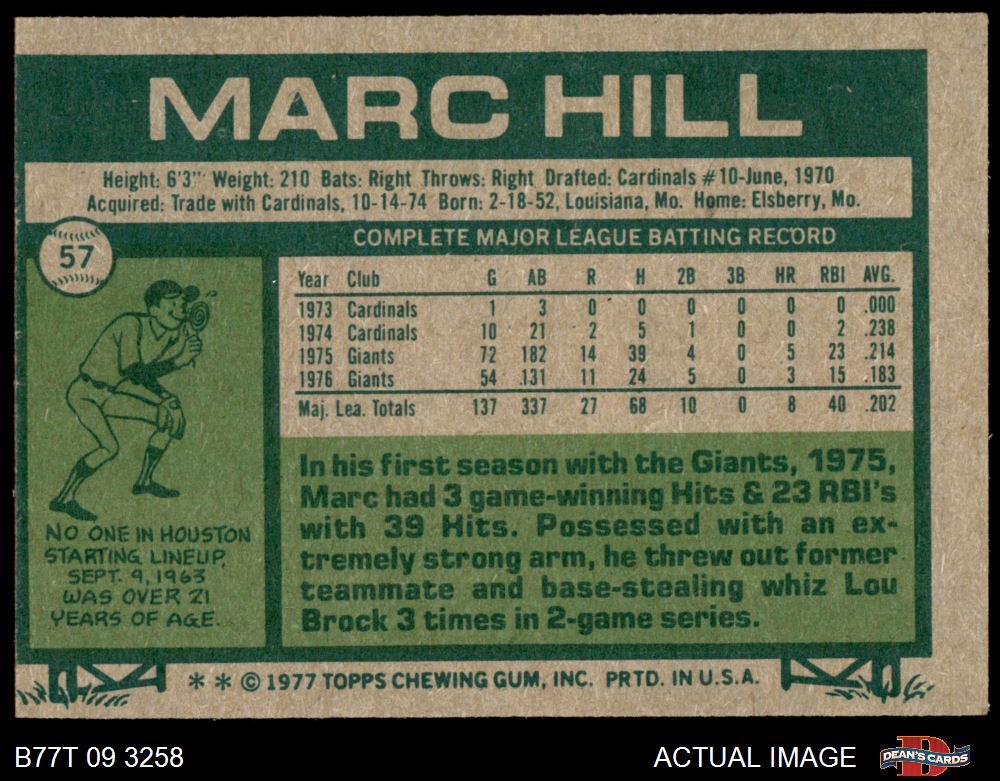 MARC HILL
Height: 6'3" Weight: 210 Bats: Right Throws: Right Drafted: Cardinals #10-June, 1970
Acquired: Trade with Cardinals, 10-14-74 Born: 2-18-52, Louisiana, Mo. Home: Elsberry, Mo.
57
COMPLETE MAJOR LEAGUE BATTING RECORD
Year Club G AB R H 2B 3B HR RBI AVG.
1973 Cardinals 1 3 0 0 0 0 0 0 .000
1974 Cardinals 10 21 2 5 1 0 0 2 .238
1975 Giants 72 182 14 39 4 0 5 23 .214
1976 Giants 54 .131 11 24 5 0 3 15 .183
Maj. Lea. Totals 137 337 27 68 10 0 8 40 .202
NO ONE IN HOUSTON
STARTING LINEUP,
SEPT. 9, 1963
WAS OVER 21
YEARS OF AGE.
In his first season with the Giants, 1975,
Marc had 3 game-winning Hits & 23 RBI's
with 39 Hits. Possessed with an ex-
tremely strong arm, he threw out former
teammate and base-stealing whiz Lou
Brock 3 times in 2-game series.
* * © 1977 TOPPS CHEWING GUM, INC. PRTD. IN U.S.A.
B77T 09 3258
ACTUAL IMAGE
D
DEAN'S CARDS